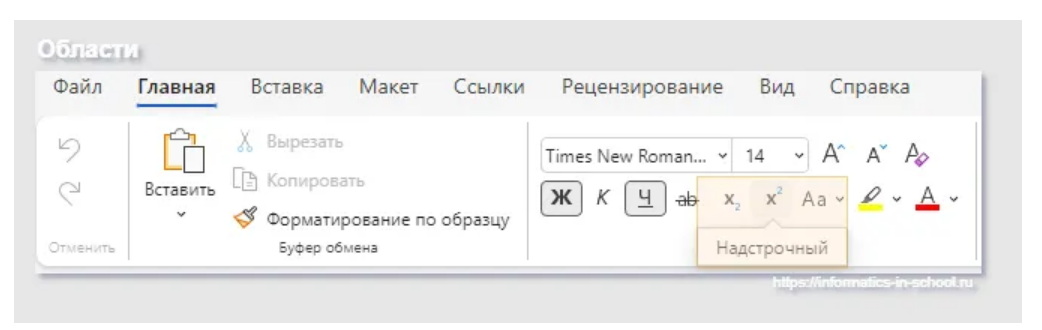 Области
Файл Главная Вставка Макет Ссылки Рецензирование Вид Справка
Вырезать
Times New Roman... 14 A A A
Вставить Копировать
Ж К Ч ab x₂ x² Aa A
Форматирование по образцу
Надстрочный
Отменить Буфер обмена
https://informatics-in-school.ru